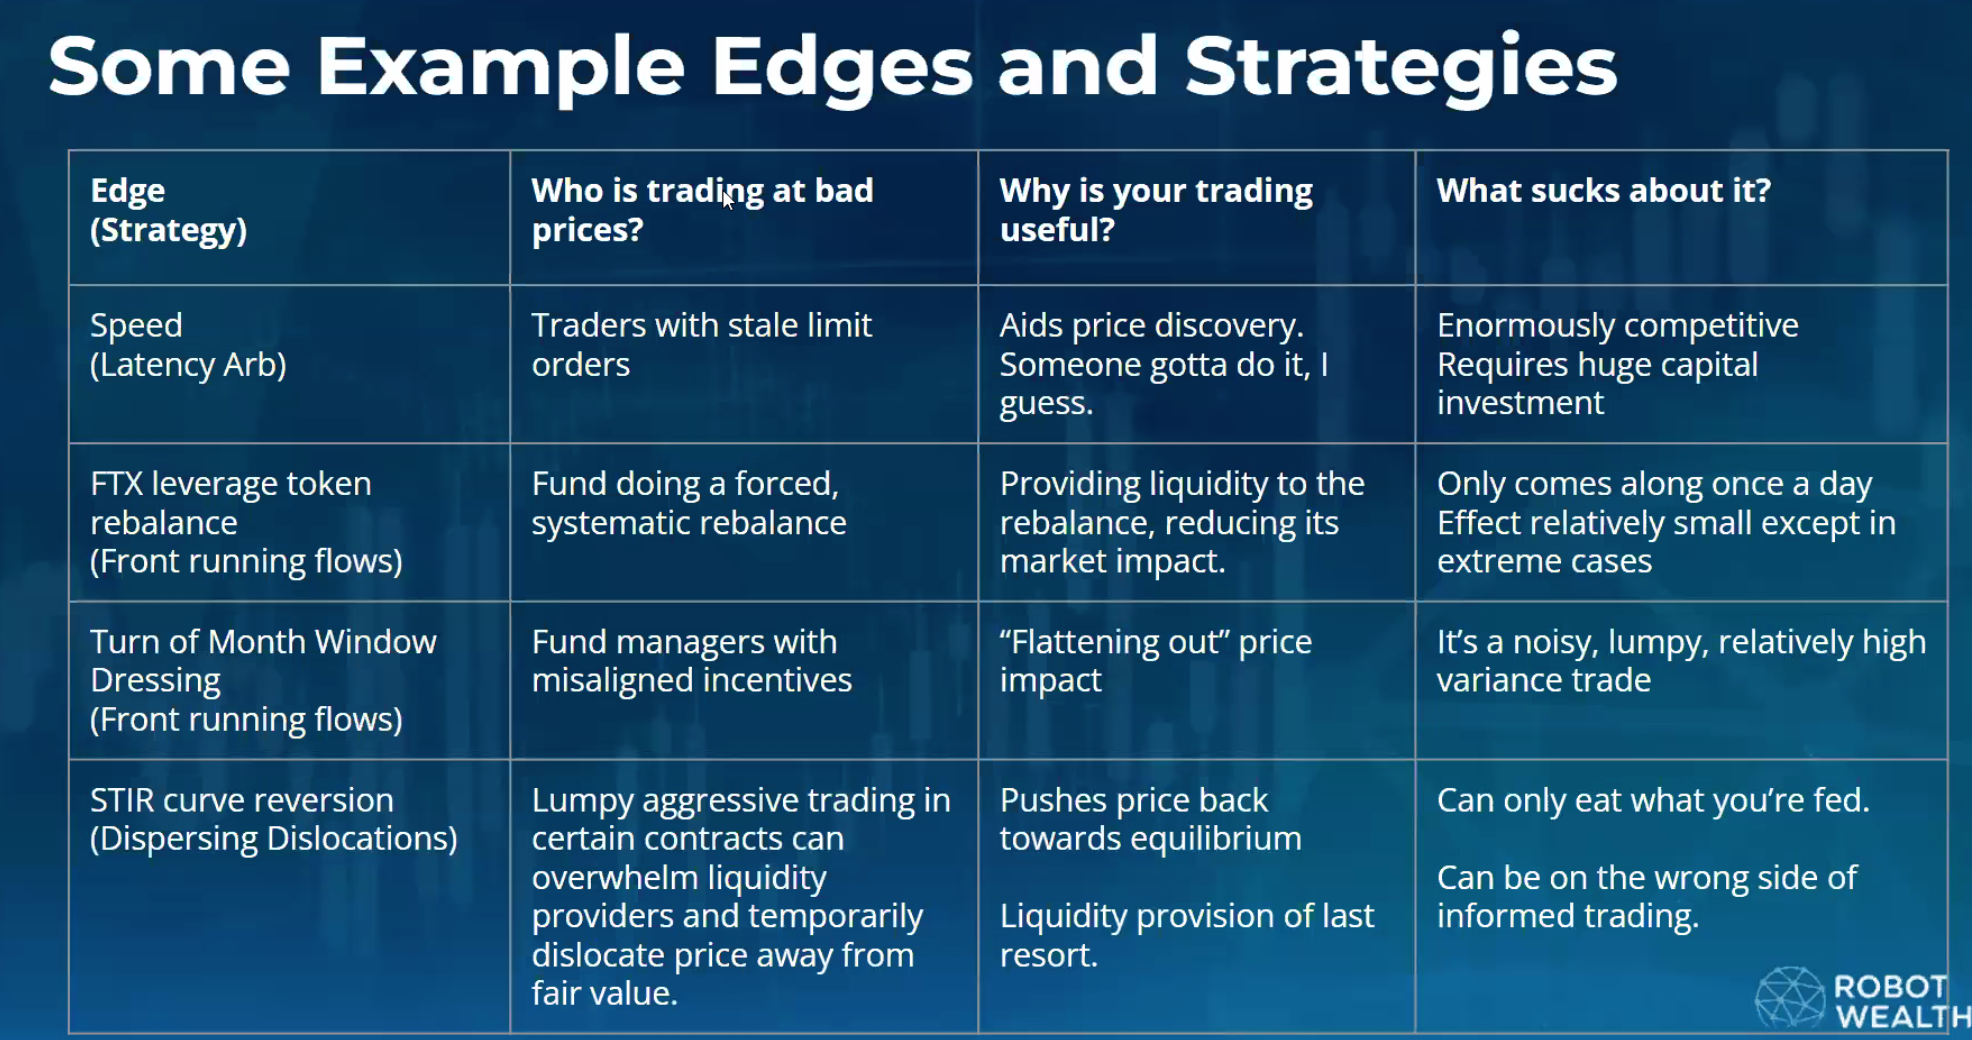 Some Example Edges and Strategies
Edge
(Strategy)
Who is trading at bad
prices?
Why is your trading
useful?
What sucks about it?
Speed
(Latency Arb)
Traders with stale limit
orders
Aids price discovery.
Someone gotta do it, I
guess.
Enormously competitive
Requires huge capital
investment
FTX leverage token
rebalance
(Front running flows)
Fund doing a forced,
systematic rebalance
Providing liquidity to the
rebalance, reducing its
market impact.
Only comes along once a day
Effect relatively small except in
extreme cases
Turn of Month Window
Dressing
(Front running flows)
Fund managers with
misaligned incentives
“Flattening out” price
impact
It’s a noisy, lumpy, relatively high
variance trade
STIR curve reversion
(Dispersing Dislocations)
Lumpy aggressive trading in
certain contracts can
overwhelm liquidity
providers and temporarily
dislocate price away from
fair value.
Pushes price back
towards equilibrium
Liquidity provision of last
resort.
Can only eat what you’re fed.
Can be on the wrong side of
informed trading.
ROBOT
WEALTH